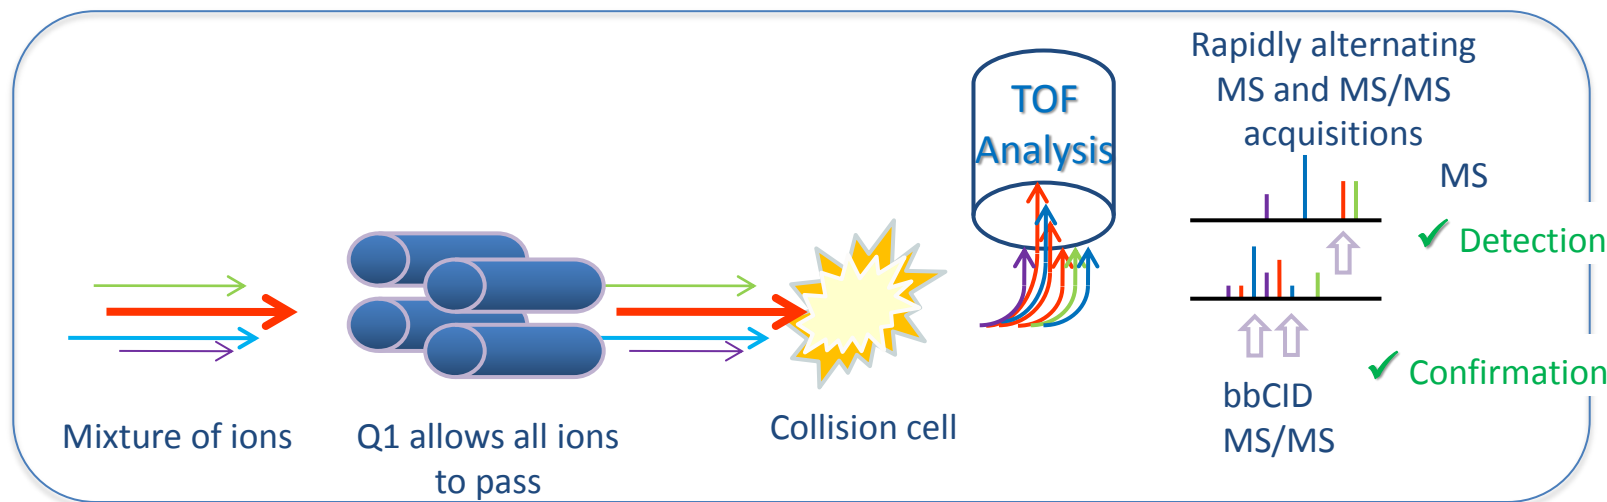 Rapidly alternating
MS and MS/MS
acquisitions
TOF
Analysis
MS
✓ Detection
✓ Confirmation
Mixture of ions
Q1 allows all ions
to pass
Collision cell
bbCID
MS/MS